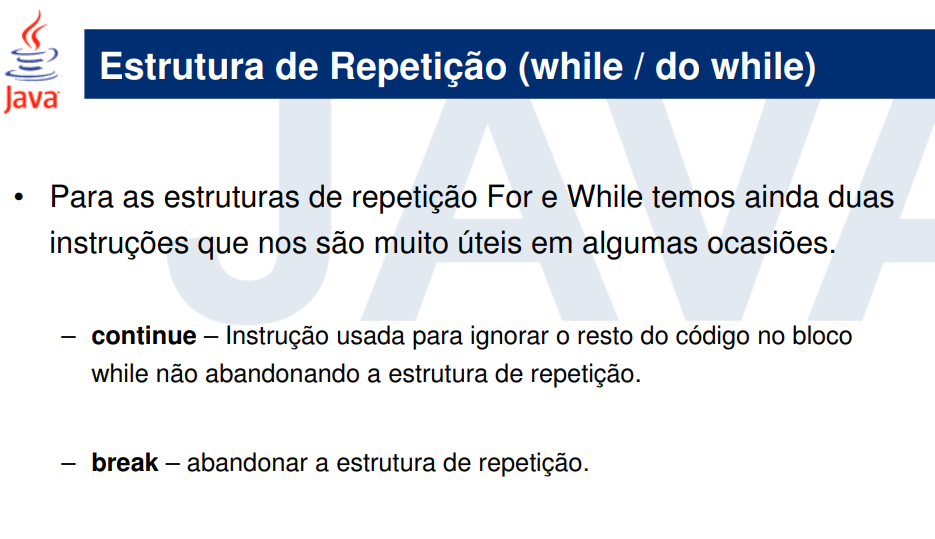 Java
Estrutura de Repetição (while / do while)
JAVA
• Para as estruturas de repetição For e While temos ainda duas
instruções que nos são muito úteis em algumas ocasiões.
– continue – Instrução usada para ignorar o resto do código no bloco
while não abandonando a estrutura de repetição.
– break – abandonar a estrutura de repetição.